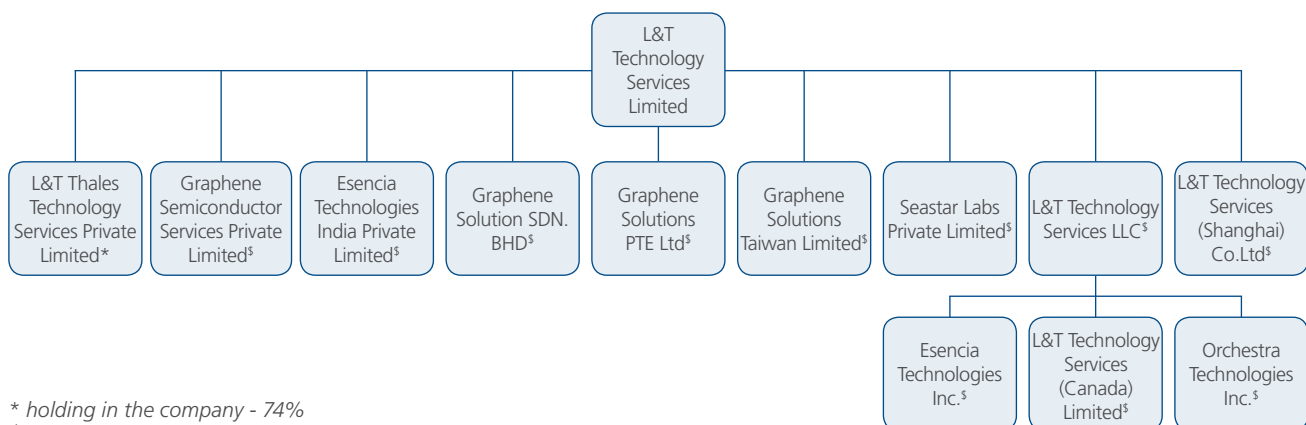 L&T
Technology
Services
Limited
L&T Thales
Technology
Services Private
Limited*
Graphene
Semiconductor
Services Private
Limited$
Esencia
Technologies
India Private
Limited$
Graphene
Solution SDN.
BHD$
Graphene
Solutions
PTE Ltd$
Graphene
Solutions
Taiwan Limited$
Seastar Labs
Private Limited$
L&T Technology
Services LLC$
L&T Technology
Services
(Shanghai)
Co.Ltd$
Esencia
Technologies
Inc.$
L&T Technology
Services
(Canada)
Limited$
Orchestra
Technologies
Inc.$
* holding in the company - 74%